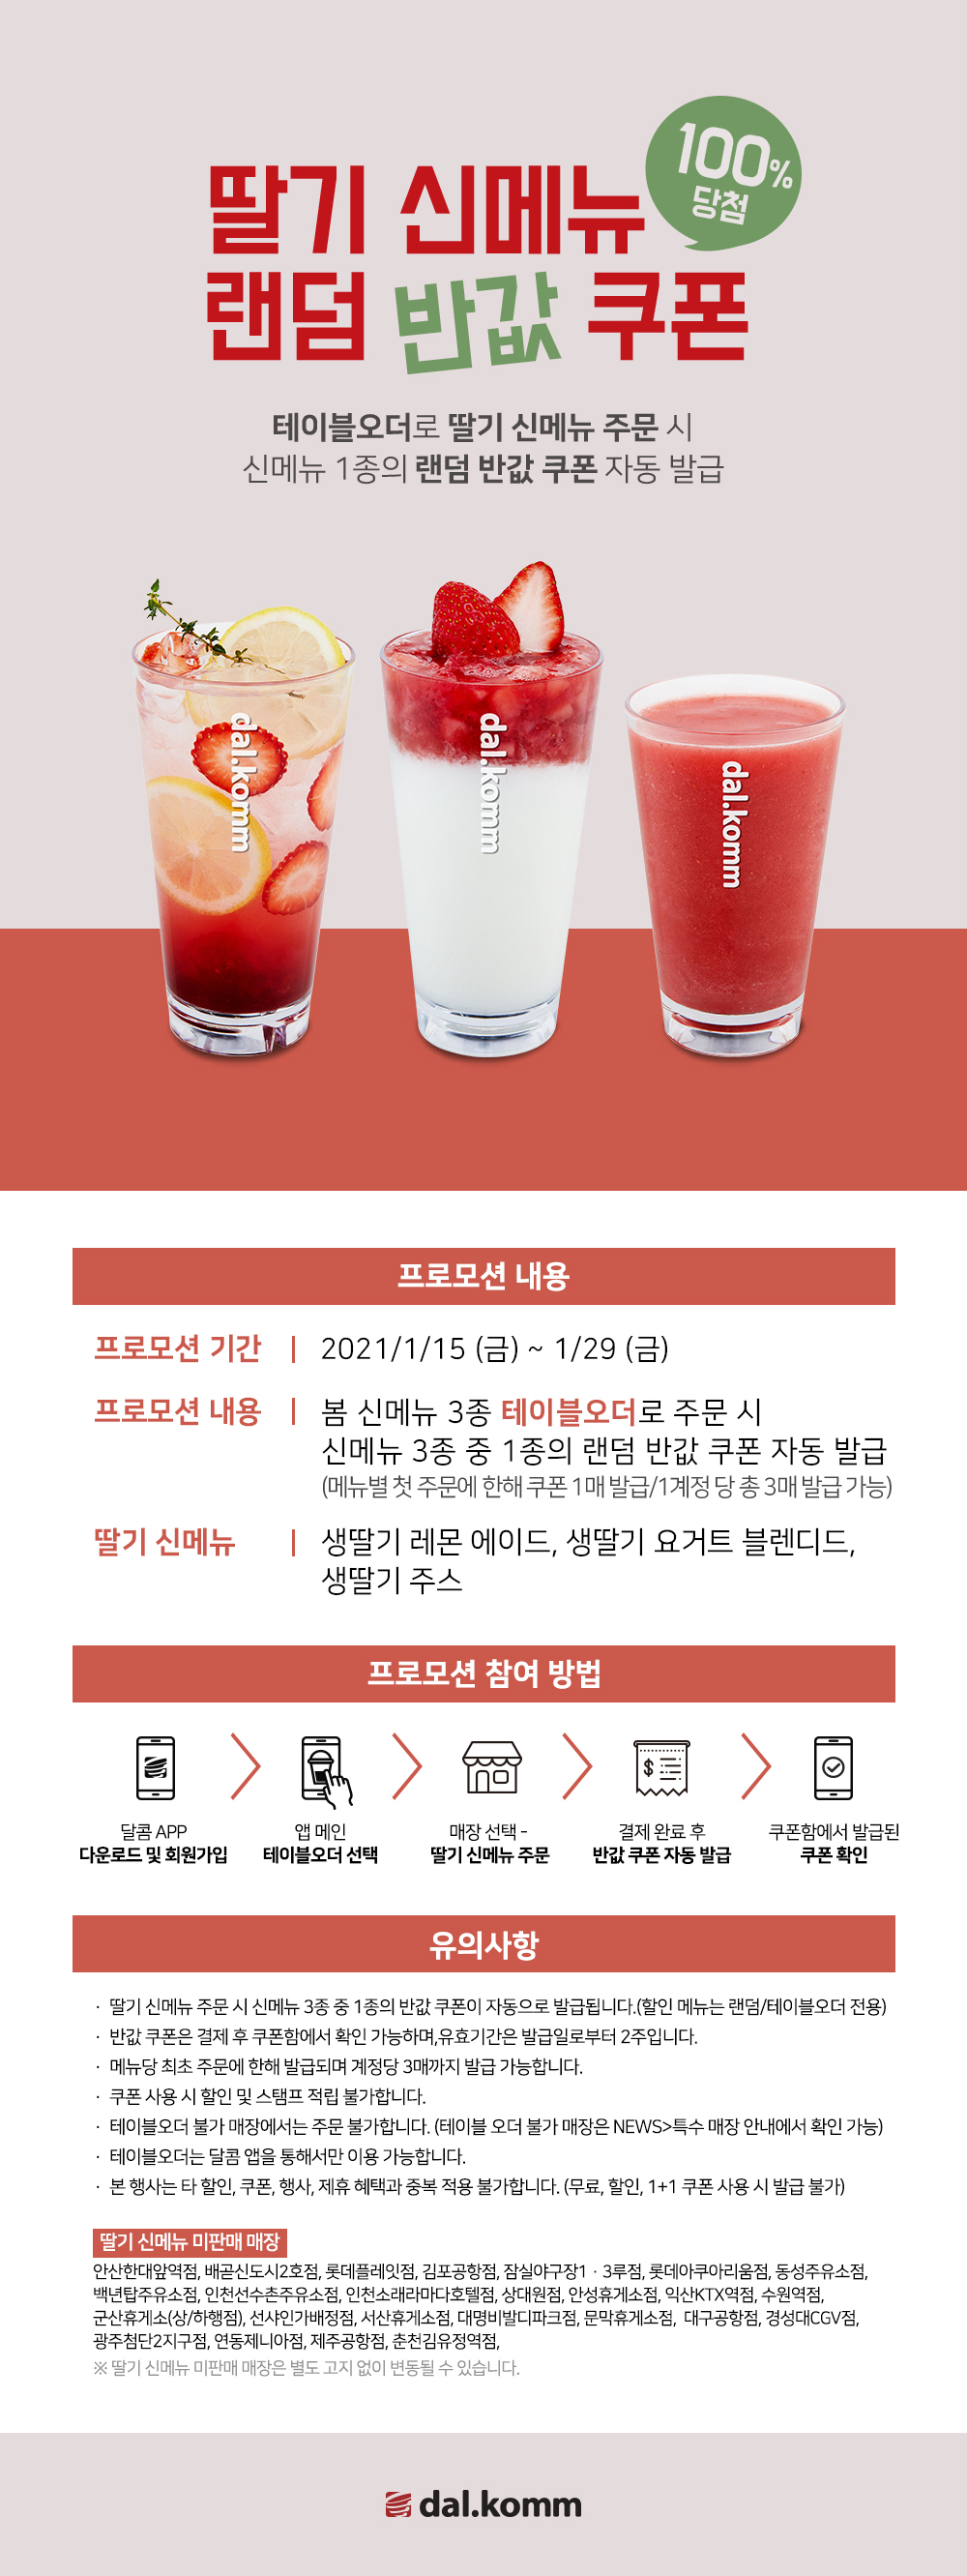 100%
당첨
딸기 신메뉴
랜덤 반값 쿠폰
테이블오더로 딸기 신메뉴 주문 시
신메뉴 1종의 랜덤 반값 쿠폰 자동 발급
dal.komm
dal.komm
dal.komm
프로모션 내용
프로모션 기간 | 2021/1/15 (금) ~ 1/29 (금)
프로모션 내용 | 봄 신메뉴 3종 테이블오더로 주문 시
신메뉴 3종 중 1종의 랜덤 반값 쿠폰 자동 발급
(메뉴별 첫 주문에 한해 쿠폰 1매 발급/1계정 당 총 3매 발급 가능)
딸기 신메뉴 | 생딸기 레몬 에이드, 생딸기 요거트 블렌디드,
생딸기 주스
프로모션 참여 방법
달콤 APP
다운로드 및 회원가입
앱 메인
테이블오더 선택
매장 선택 -
딸기 신메뉴 주문
결제 완료 후
반값 쿠폰 자동 발급
쿠폰함에서 발급된
쿠폰 확인
유의사항
· 딸기 신메뉴 주문 시 신메뉴 3종 중 1종의 반값 쿠폰이 자동으로 발급됩니다.(할인 메뉴는 랜덤/테이블오더 전용)
· 반값 쿠폰은 결제 후 쿠폰함에서 확인 가능하며,유효기간은 발급일로부터 2주입니다.
· 메뉴당 최초 주문에 한해 발급되며 계정당 3매까지 발급 가능합니다.
· 쿠폰 사용 시 할인 및 스탬프 적립 불가합니다.
· 테이블오더 불가 매장에서는 주문 불가합니다. (테이블 오더 불가 매장은 NEWS>특수 매장 안내에서 확인 가능)
· 테이블오더는 달콤 앱을 통해서만 이용 가능합니다.
· 본 행사는 타 할인, 쿠폰, 행사, 제휴 혜택과 중복 적용 불가합니다. (무료, 할인, 1+1 쿠폰 사용 시 발급 불가)
딸기 신메뉴 미판매 매장
안산한대앞역점, 배곧신도시2호점, 롯데플레잇점, 김포공항점, 잠실야구장1 · 3루점, 롯데아쿠아리움점, 동성주유소점,
백년탑주유소점, 인천선수촌주유소점, 인천소래라마다호텔점, 상대원점, 안성휴게소점, 익산KTX역점, 수원역점,
군산휴게소(상/하행점), 선샤인가배정점, 서산휴게소점, 대명비발디파크점, 문막휴게소점, 대구공항점, 경성대CGV점,
광주첨단2지구점, 연동제니아점, 제주공항점, 춘천김유정역점,
※ 딸기 신메뉴 미판매 매장은 별도 고지 없이 변동될 수 있습니다.
dal.komm